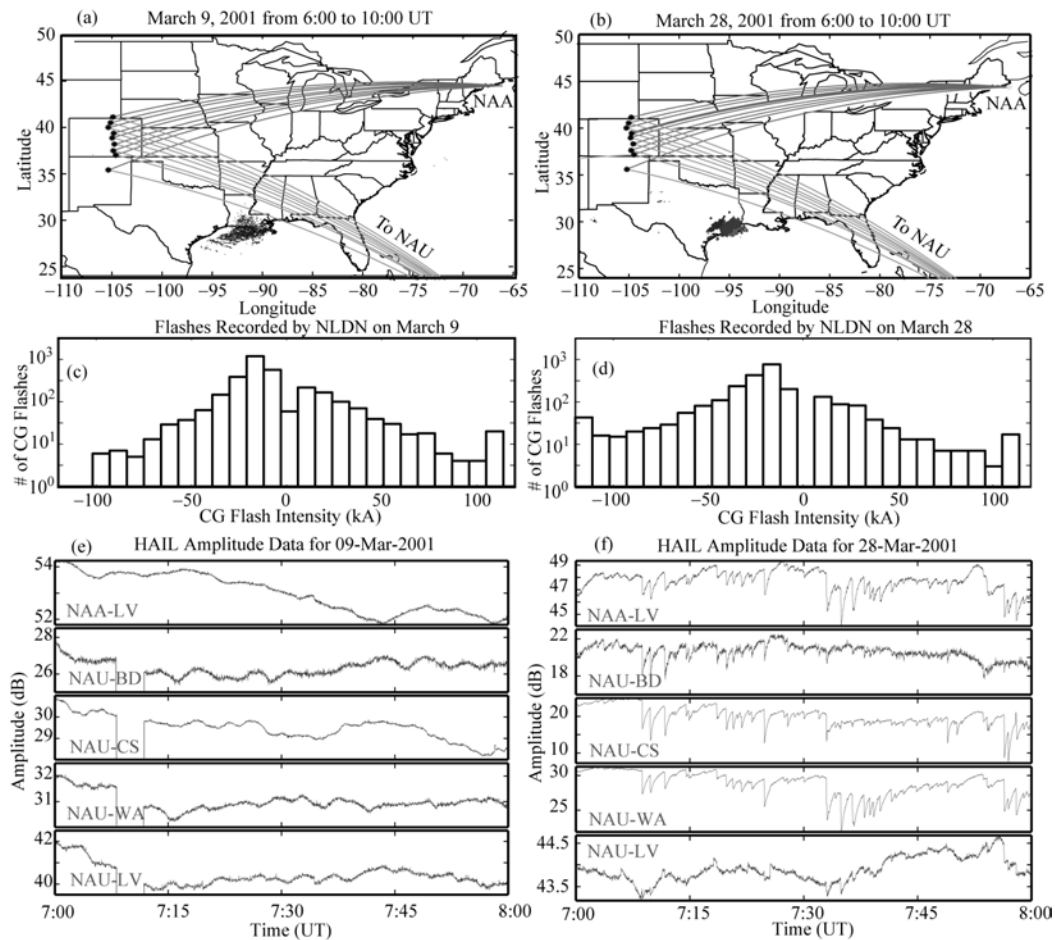 (a) March 9, 2001 from 6:00 to 10:00 UT
50
45
40
35
30
25
Latitude
NAA
To NAU
−110 −105 −100 −95 −90 −85 −80 −75 −70 −65
Longitude
(b) March 28, 2001 from 6:00 to 10:00 UT
50
45
40
35
30
25
Latitude
NAA
To NAU
−110 −105 −100 −95 −90 −85 −80 −75 −70 −65
Longitude
Flashes Recorded by NLDN on March 9
(c)
10³
10²
10¹
10⁰
# of CG Flashes
−100 −50 0 50 100
CG Flash Intensity (kA)
Flashes Recorded by NLDN on March 28
(d)
10³
10²
10¹
10⁰
# of CG Flashes
−100 −50 0 50 100
CG Flash Intensity (kA)
(e) HAIL Amplitude Data for 09-Mar-2001
54
52
NAA-LV
28
26
NAU-BD
30
29
28
NAU-CS
32
31
30
NAU-WA
42
40
NAU-LV
Amplitude (dB)
7:00 7:15 7:30 7:45 8:00
Time (UT)
(f) HAIL Amplitude Data for 28-Mar-2001
49
47
45
NAA-LV
22
18
NAU-BD
20
10
NAU-CS
30
25
NAU-WA
44.5
43.5
NAU-LV
Amplitude (dB)
7:00 7:15 7:30 7:45 8:00
Time (UT)